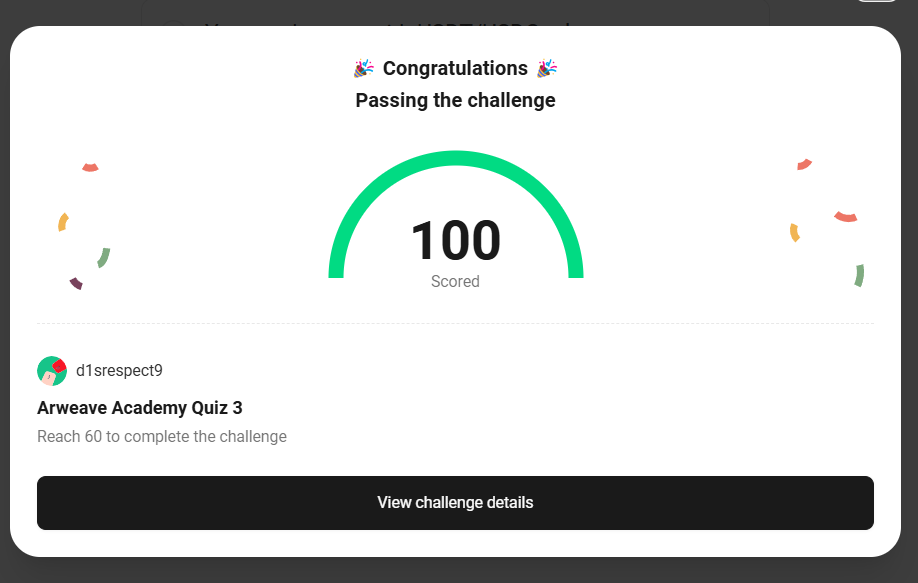 🎉 Congratulations 🎉
Passing the challenge
100
Scored
d1srespect9
Arweave Academy Quiz 3
Reach 60 to complete the challenge
View challenge details